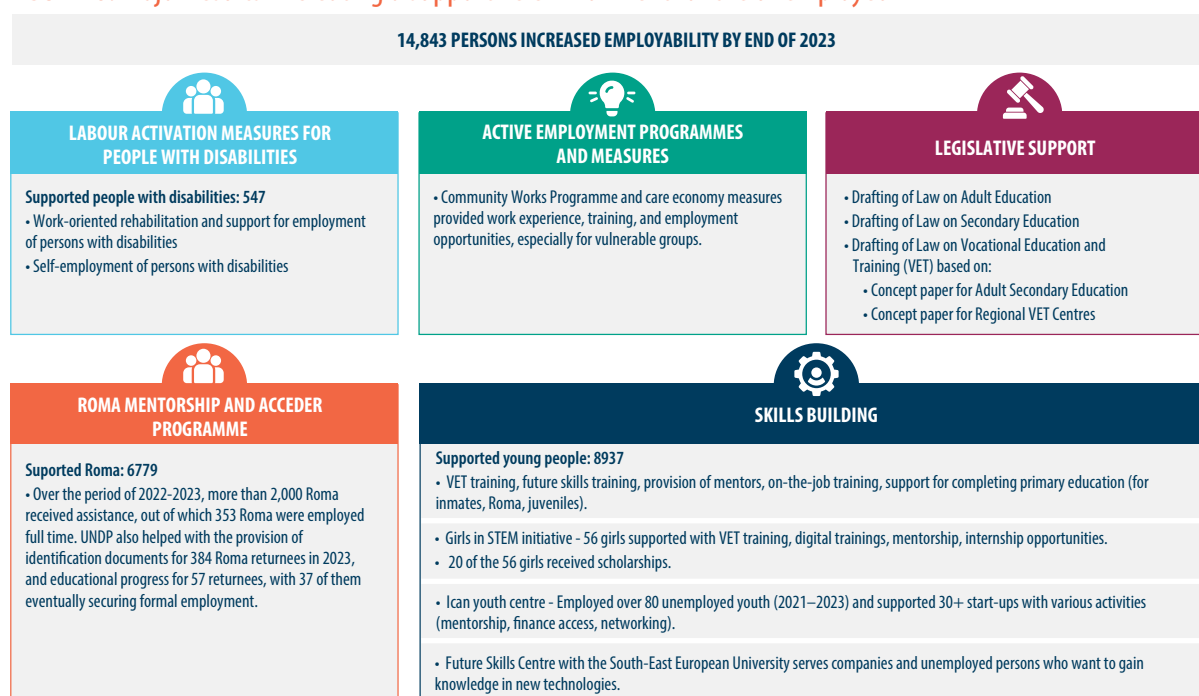 14,843 PERSONS INCREASED EMPLOYABILITY BY END OF 2023
LABOUR ACTIVATION MEASURES FOR
PEOPLE WITH DISABILITIES
Supported people with disabilities: 547
• Work-oriented rehabilitation and support for employment
of persons with disabilities
• Self-employment of persons with disabilities
ACTIVE EMPLOYMENT PROGRAMMES
AND MEASURES
• Community Works Programme and care economy measures
provided work experience, training, and employment
opportunities, especially for vulnerable groups.
LEGISLATIVE SUPPORT
• Drafting of Law on Adult Education
• Drafting of Law on Secondary Education
• Drafting of Law on Vocational Education and
Training (VET) based on:
• Concept paper for Adult Secondary Education
• Concept paper for Regional VET Centres
ROMA MENTORSHIP AND ACCEDER
PROGRAMME
Suported Roma: 6779
• Over the period of 2022-2023, more than 2,000 Roma
received assistance, out of which 353 Roma were employed
full time. UNDP also helped with the provision of
identification documents for 384 Roma returnees in 2023,
and educational progress for 57 returnees, with 37 of them
eventually securing formal employment.
SKILLS BUILDING
Supported young people: 8937
• VET training, future skills training, provision of mentors, on-the-job training, support for completing primary education (for
inmates, Roma, juveniles).
• Girls in STEM initiative - 56 girls supported with VET training, digital trainings, mentorship, internship opportunities.
• 20 of the 56 girls received scholarships.
• Ican youth centre - Employed over 80 unemployed youth (2021–2023) and supported 30+ start-ups with various activities
(mentorship, finance access, networking).
• Future Skills Centre with the South-East European University serves companies and unemployed persons who want to gain
knowledge in new technologies.